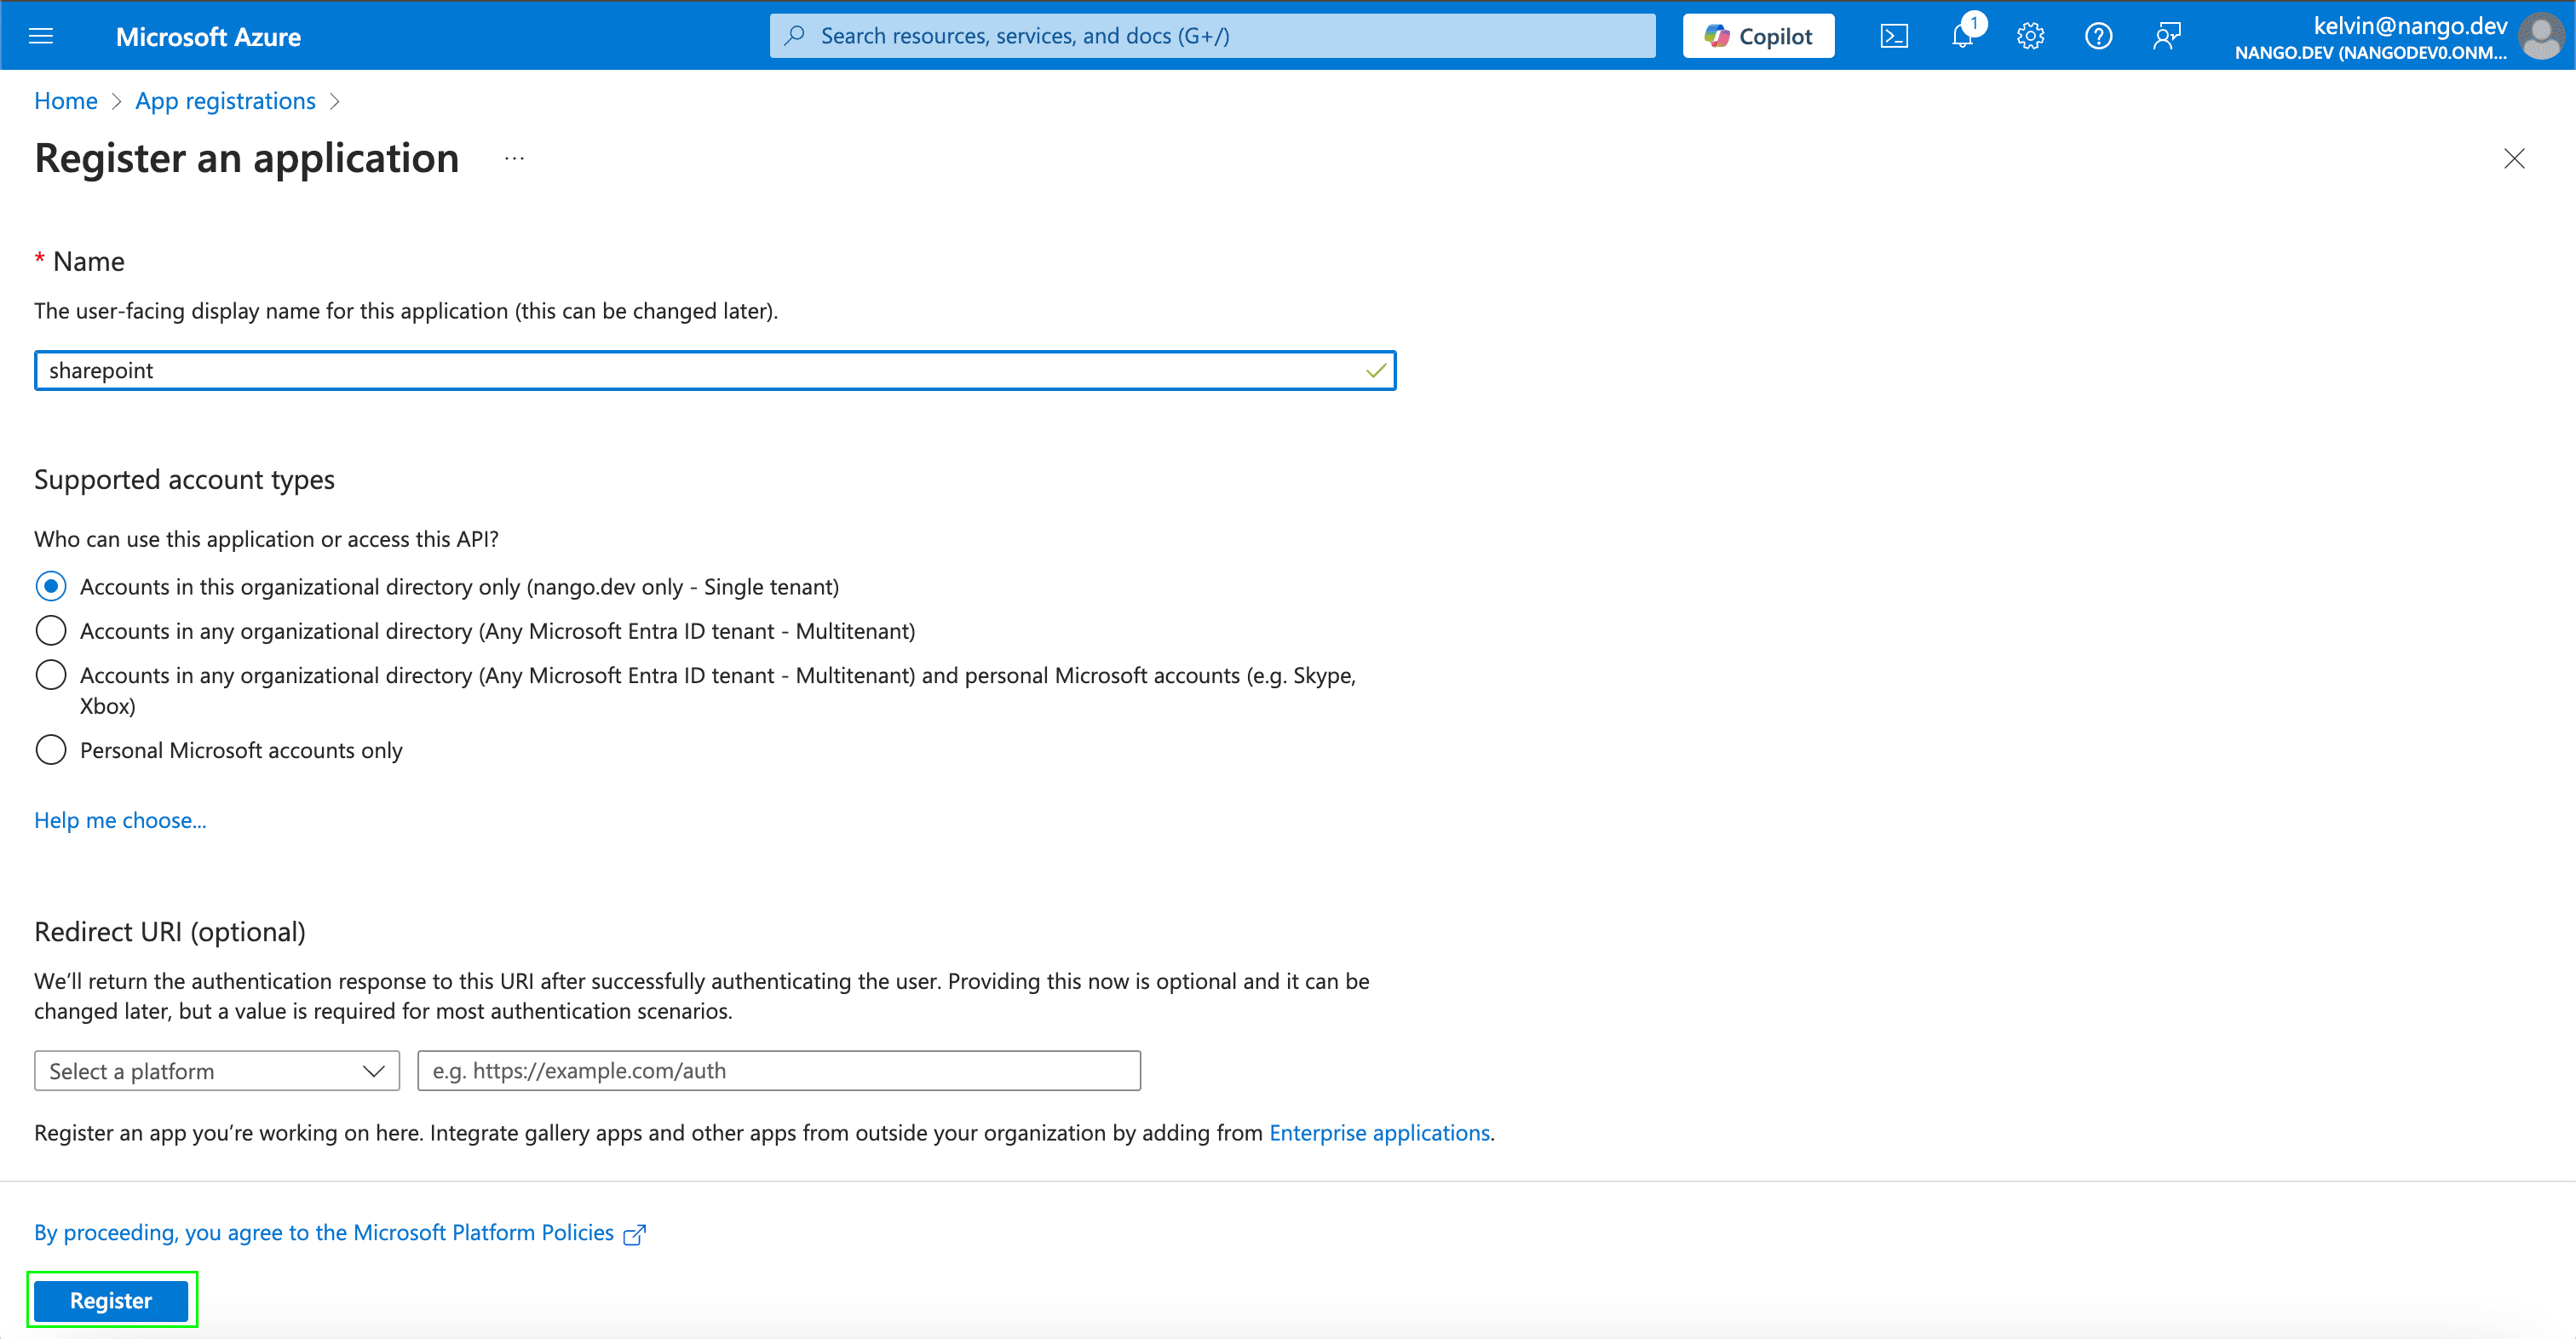 Microsoft Azure
Search resources, services, and docs (G+/)
Copilot
1
kelvin@nango.dev
NANGO.DEV (NANGODEV0.ONM...
Home > App registrations >
Register an application ...
* Name
The user-facing display name for this application (this can be changed later).
sharepoint
Supported account types
Who can use this application or access this API?
Accounts in this organizational directory only (nango.dev only - Single tenant)
Accounts in any organizational directory (Any Microsoft Entra ID tenant - Multitenant)
Accounts in any organizational directory (Any Microsoft Entra ID tenant - Multitenant) and personal Microsoft accounts (e.g. Skype,
Xbox)
Personal Microsoft accounts only
Help me choose...
Redirect URI (optional)
We’ll return the authentication response to this URI after successfully authenticating the user. Providing this now is optional and it can be
changed later, but a value is required for most authentication scenarios.
Select a platform
e.g. https://example.com/auth
Register an app you’re working on here. Integrate gallery apps and other apps from outside your organization by adding from Enterprise applications.
By proceeding, you agree to the Microsoft Platform Policies
Register